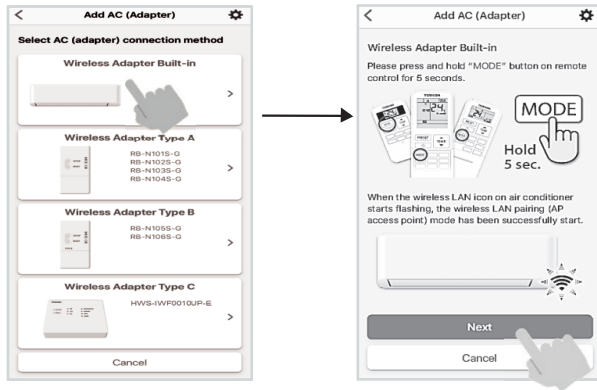 Add AC (Adapter)
Select AC (adapter) connection method
Wireless Adapter Built-in
Wireless Adapter Type A
RB-N101S-G
RB-N102S-G
RB-N103S-G
RB-N104S-G
Wireless Adapter Type B
RB-N105S-G
RB-N106S-G
Wireless Adapter Type C
HWS-IWF0010UP-E
Cancel
Add AC (Adapter)
Wireless Adapter Built-in
Please press and hold "MODE" button on remote
control for 5 seconds.
MODE
Hold
5 sec.
When the wireless LAN icon on air conditioner
starts flashing, the wireless LAN pairing (AP
access point) mode has been successfully start.
Next
Cancel